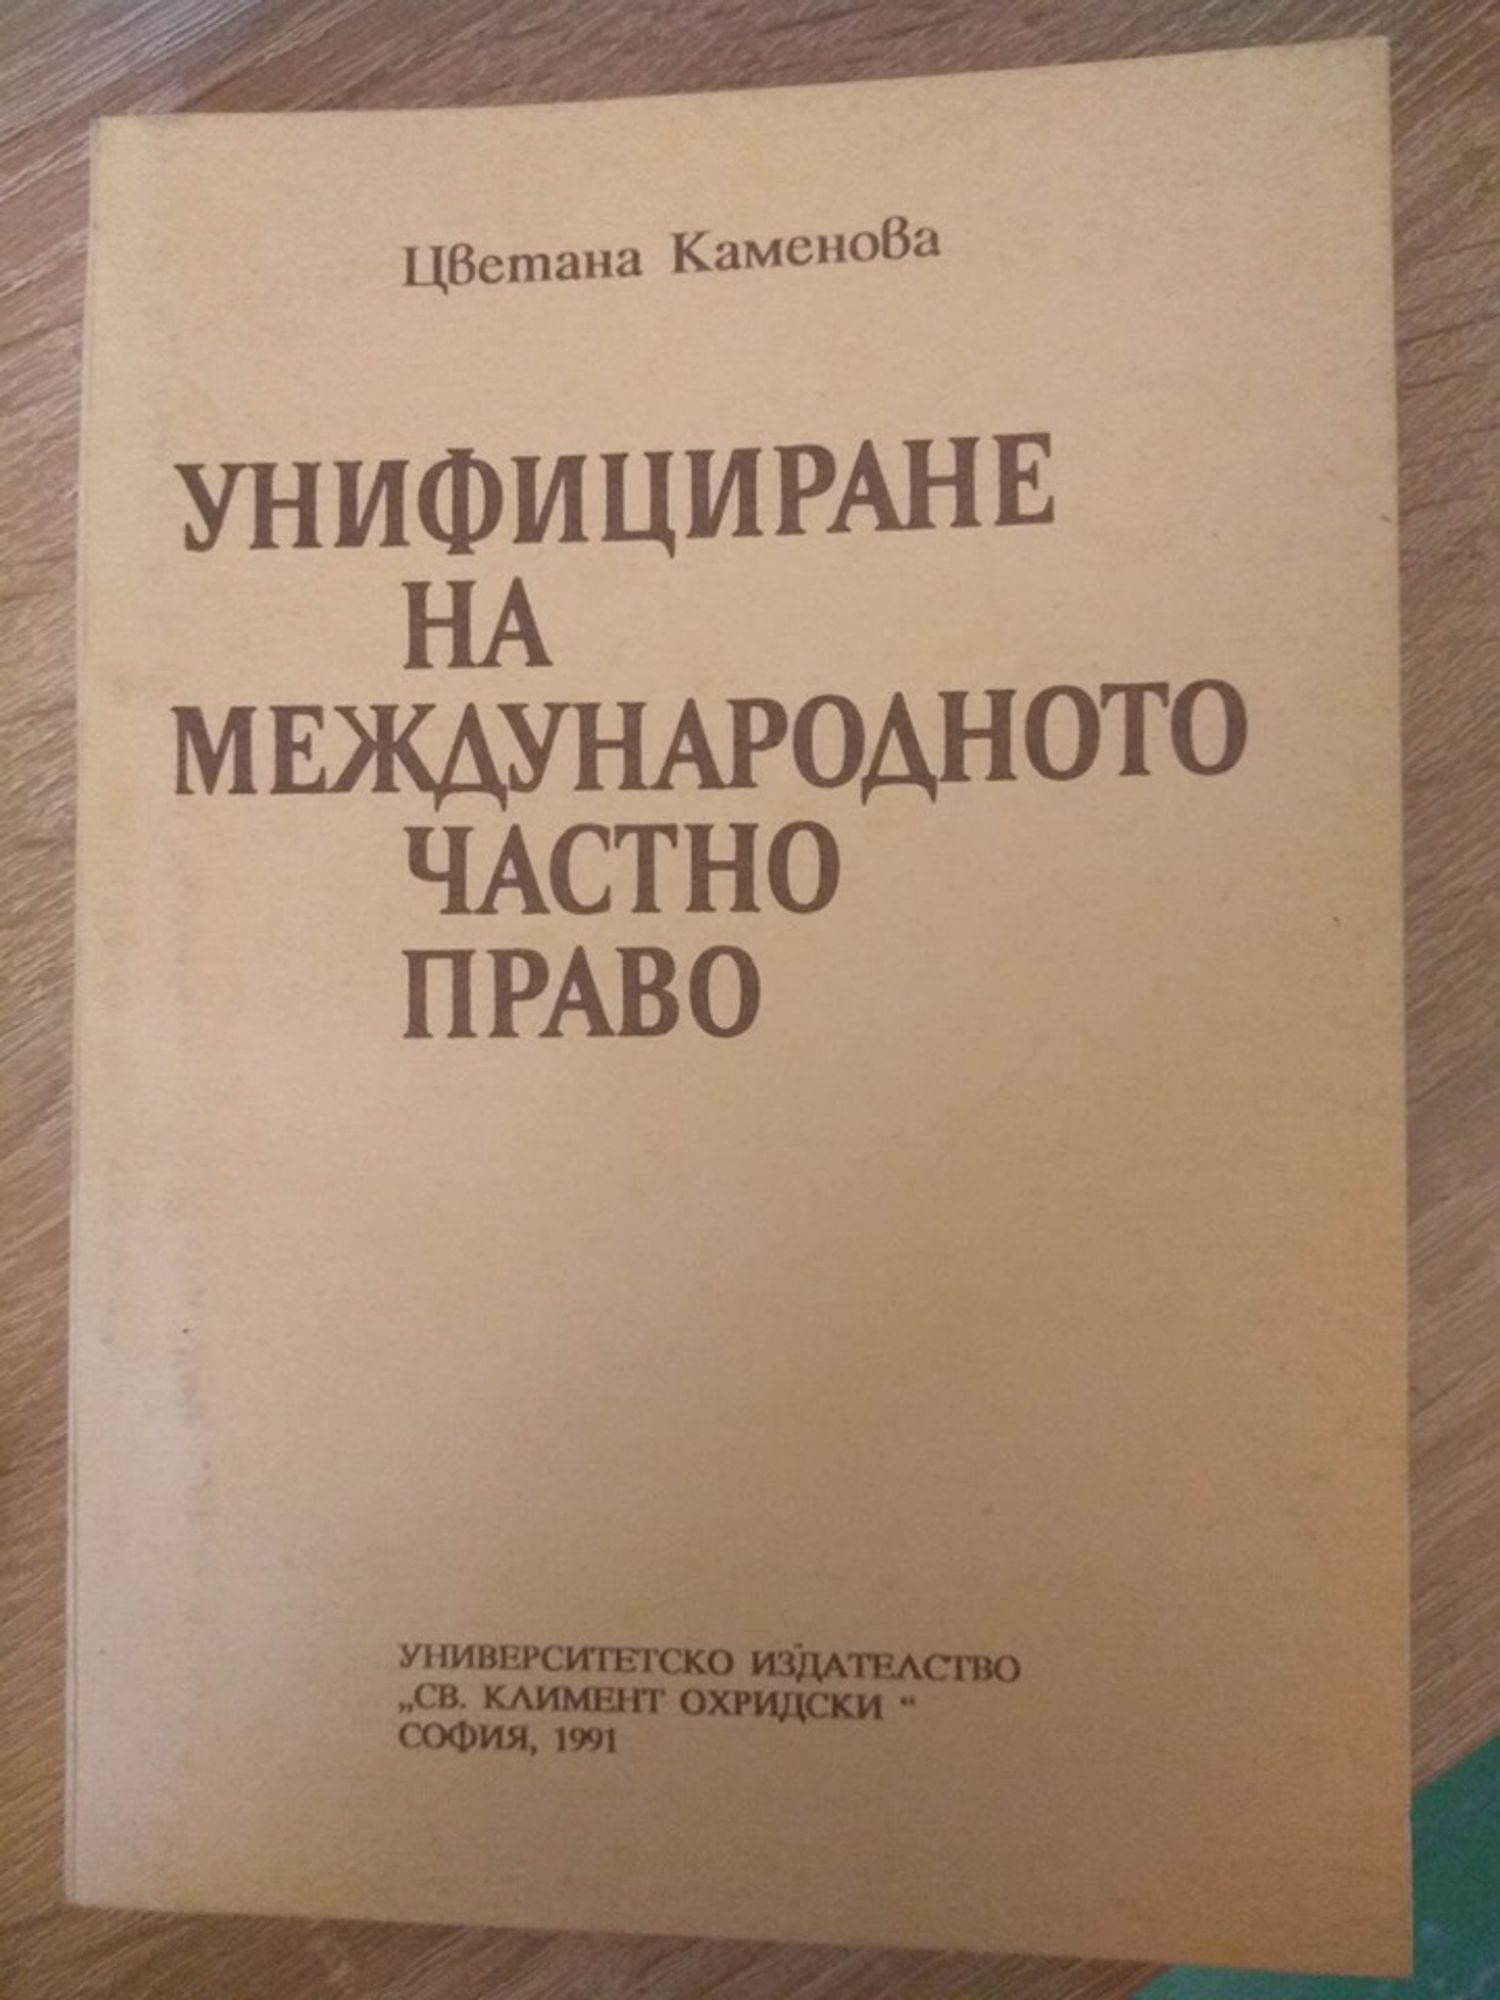 Цветана Каменова
УНИФИЦИРАНЕ
НА
МЕЖДУНАРОДНОТО
ЧАСТНО
ПРАВО
УНИВЕРСИТЕТСКО ИЗДАТЕЛСТВО
„СВ. КЛИМЕНТ ОХРИДСКИ “
СОФИЯ, 1991